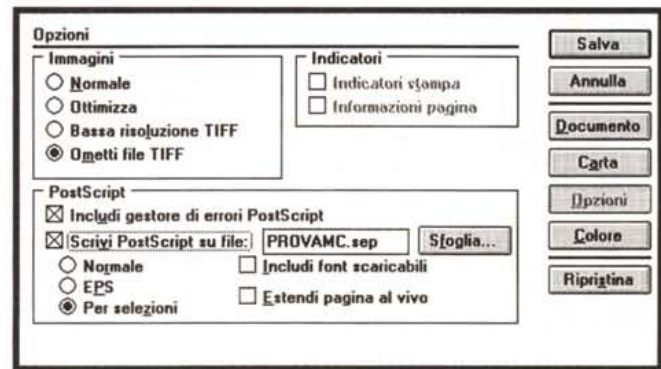 Opzioni
Immagini
Normale
Ottimizza
Bassa risoluzione TIFF
Ometti file TIFF
Indicatori
Indicatori stampa
Informazioni pagina
PostScript
Includi gestore di errori PostScript
Scrivi PostScript su file: PROVAMC.sep Sfoglia...
Normale
EPS
Per selezioni
Includi font scaricabili
Estendi pagina al vivo
Salva
Annulla
Documento
Carta
Opzioni
Colore
Ripristina